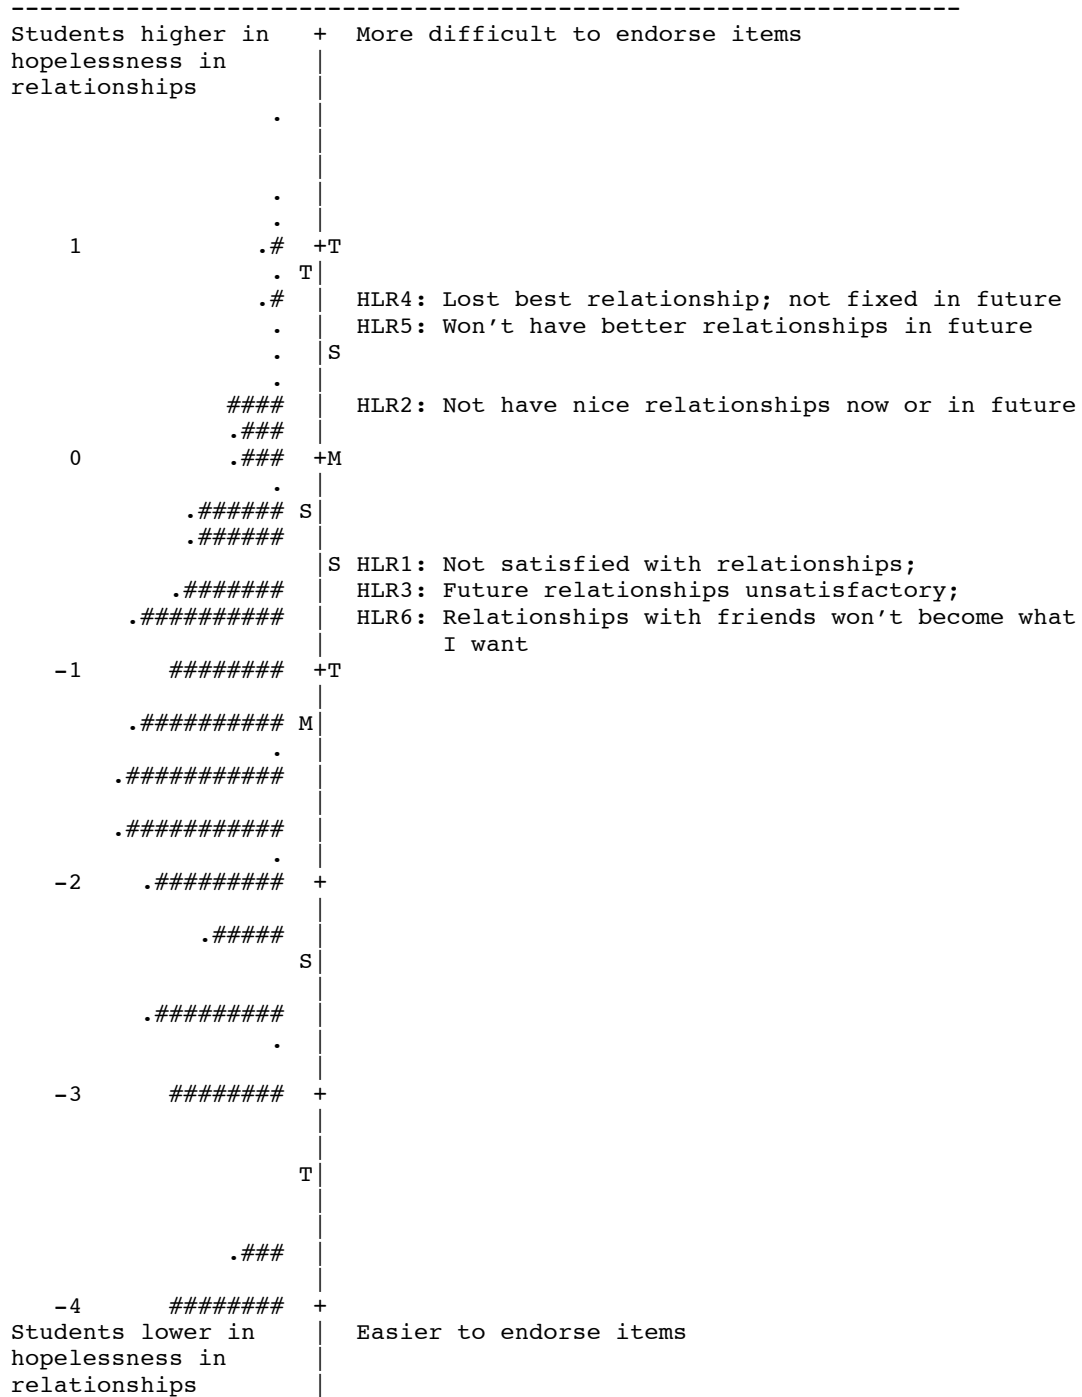 ------------------------------------------------------------------
Students higher in   +  More difficult to endorse items
hopelessness in      |
relationships        |
                  .  |
                     |
                     |
                  .  |
                  .  |
    1            .#  +T
                  . T|
                 .#  |  HLR4: Lost best relationship; not fixed in future
                  .  |  HLR5: Won't have better relationships in future
                  .  |S
                  .  |
               ####  |  HLR2: Not have nice relationships now or in future
               .###  |
    0          .###  +M
                  .  |
            .###### S|
            .######  |
                     |S HLR1: Not satisfied with relationships;
           .#######  |  HLR3: Future relationships unsatisfactory;
        .##########  |  HLR6: Relationships with friends won't become what
                     |        I want
   -1      ########  +T
                     |
        .########## M|
                  .  |
       .###########  |
                     |
       .###########  |
                  .  |
   -2    .#########  +
                     |
             .#####  |
                    S|
                     |
         .#########  |
                  .  |
                     |
   -3      ########  +
                     |
                     |
                    T|
                     |
                     |
               .###  |
                     |
   -4      ########  +
Students lower in    |  Easier to endorse items
hopelessness in      |
relationships        |